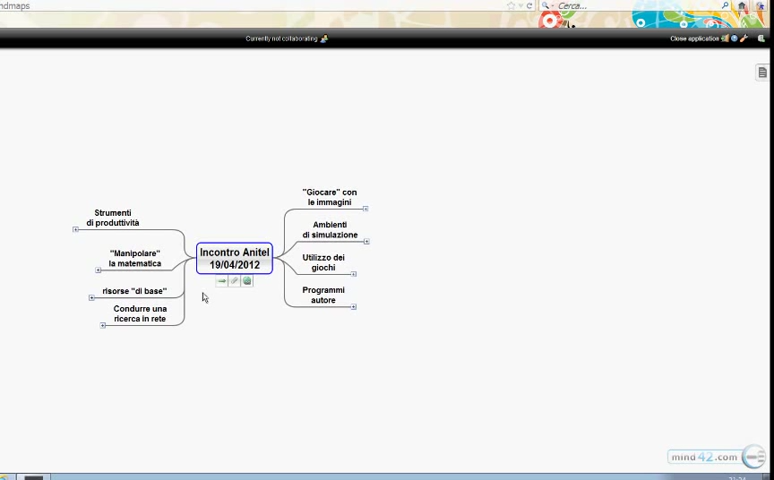 ndmaps
Cerca...
Currently not collaborating
Close application
"Giocare" con
le immagini
Strumenti
di produttività
Ambienti
di simulazione
"Manipolare"
la matematica
Incontro Anitel
19/04/2012
Utilizzo dei
giochi
risorse "di base"
Programmi
autore
Condurre una
ricerca in rete
mind42.com